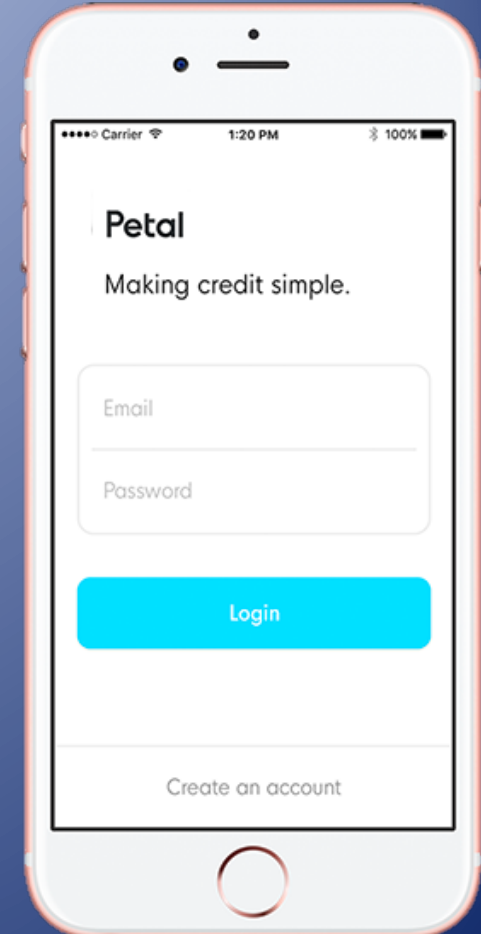 Carrier 1:20 PM 100%
Petal
Making credit simple.
Email
Password
Login
Create an account